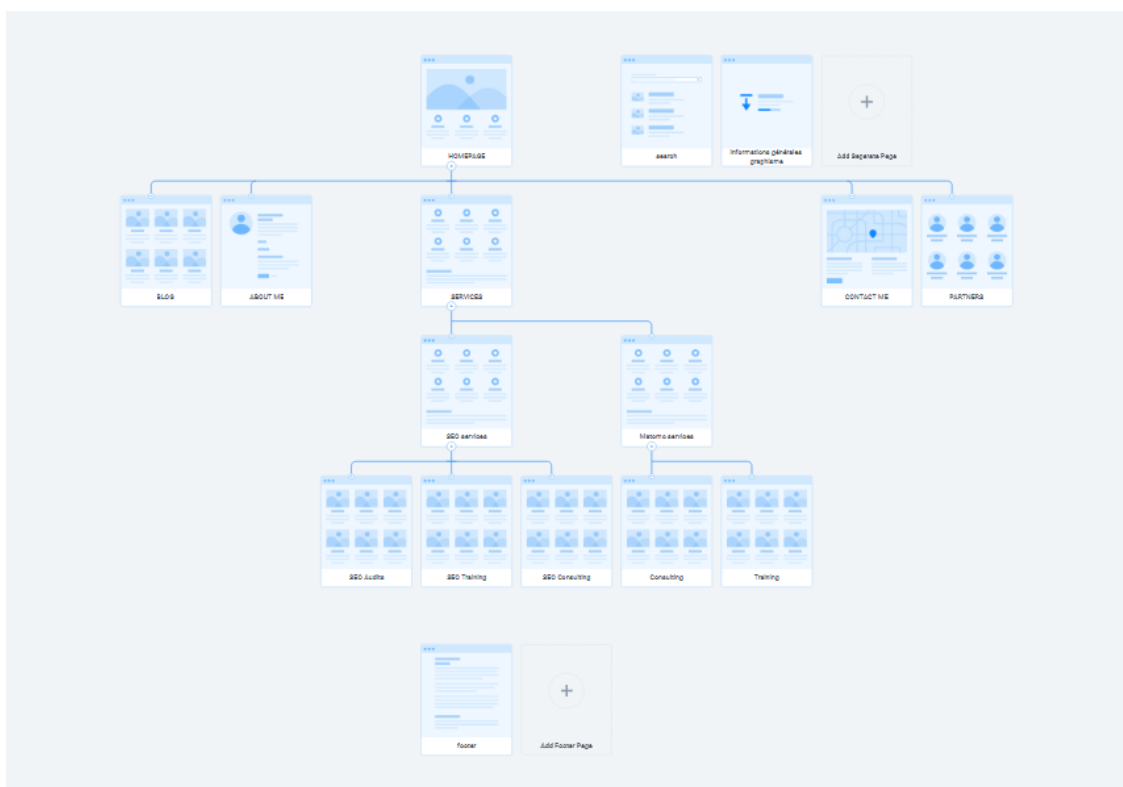 HOMEPAGE
search
Informations générales
graphisme
Add Seperate Page
BLOG
ABOUT ME
SERVICES
CONTACT ME
PARTNERS
SEO services
Matomo services
SEO Audits
SEO Training
SEO Consulting
Consulting
Training
footer
Add Footer Page